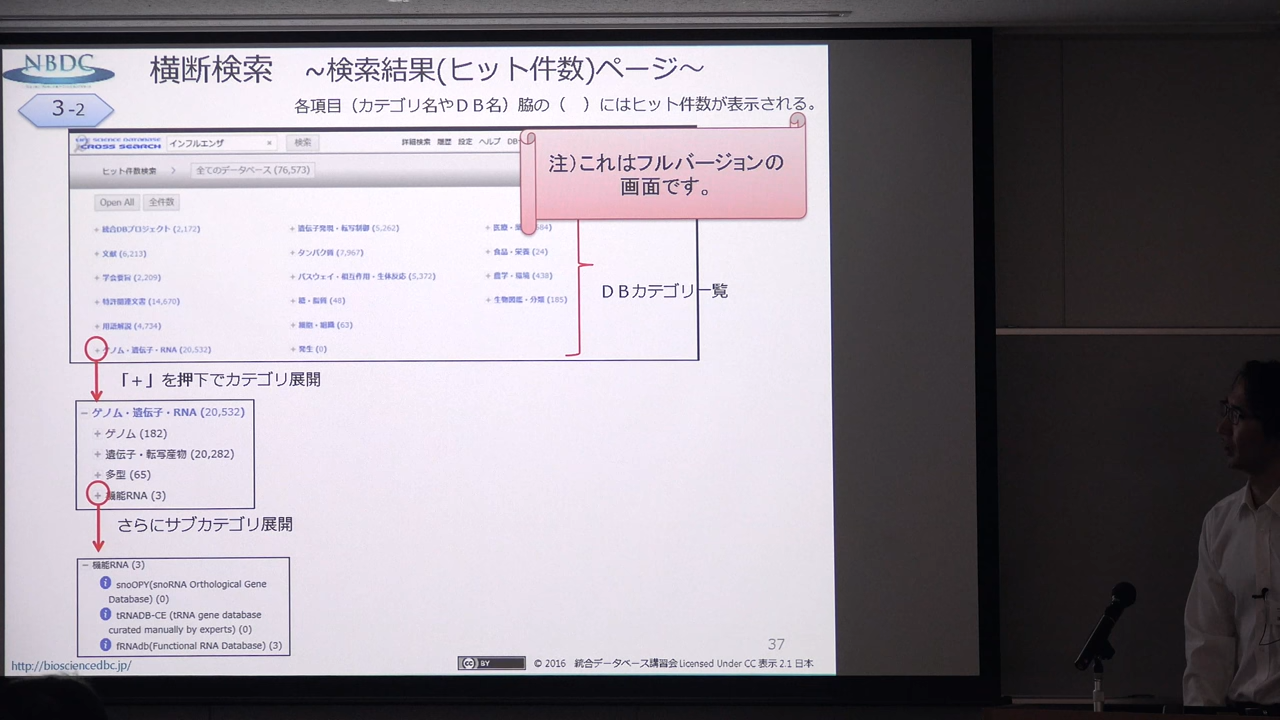 NBDC
横断検索　~検索結果(ヒット件数)ページ～
3-2
各項目（カテゴリ名やＤＢ名）脇の（　）にはヒット件数が表示される。
LIFE SCIENCE DATABASE
CROSS SEARCH
インフルエンザ × 検索
詳細検索 履歴 設定 ヘルプ
注）これはフルバージョンの
画面です。
ヒット件数検索 > 全てのデータベース (76,573)
Open All 全件数
+ 統合DBプロジェクト (2,172)
+ 文献 (6,213)
+ 学会要旨 (2,209)
+ 特許関連文書 (14,670)
+ 用語解説 (4,734)
+ ゲノム・遺伝子・RNA (20,532)
+ 遺伝子発現・転写制御 (5,262)
+ タンパク質 (7,967)
+ パスウェイ・相互作用・生体反応 (5,372)
+ 糖・脂質 (48)
+ 細胞・組織 (63)
+ 発生 (0)
+ 食品・栄養 (24)
+ 農学・環境 (438)
+ 生物図鑑・分類 (185)
ＤＢカテゴリ一覧
「＋」を押下でカテゴリ展開
− ゲノム・遺伝子・RNA (20,532)
+ ゲノム (182)
+ 遺伝子・転写産物 (20,282)
+ 多型 (65)
+ 機能RNA (3)
さらにサブカテゴリ展開
− 機能RNA (3)
i snoOPY(snoRNA Orthological Gene
Database) (0)
i tRNADB-CE (tRNA gene database
curated manually by experts) (0)
i fRNAdb(Functional RNA Database) (3)
37
http://biosciencedbc.jp/
cc BY
© 2016 統合データベース講習会 Licensed Under CC 表示 2.1 日本